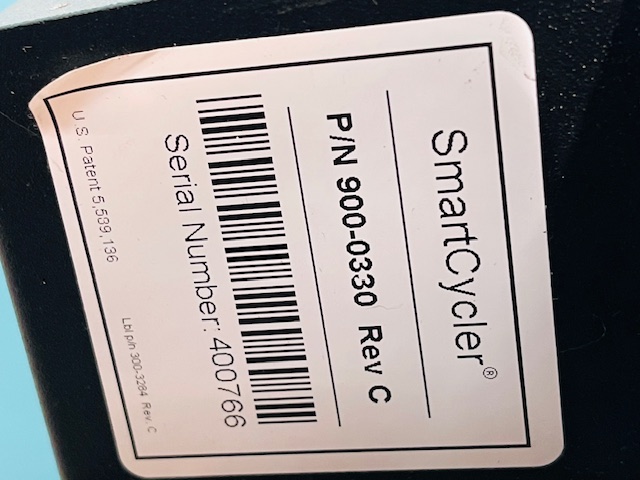 SmartCycler®
P/N 900-0330 Rev C
Serial Number: 400766
U.S. Patent 5,589,136
Lbl p/n 300-3284 Rev. C